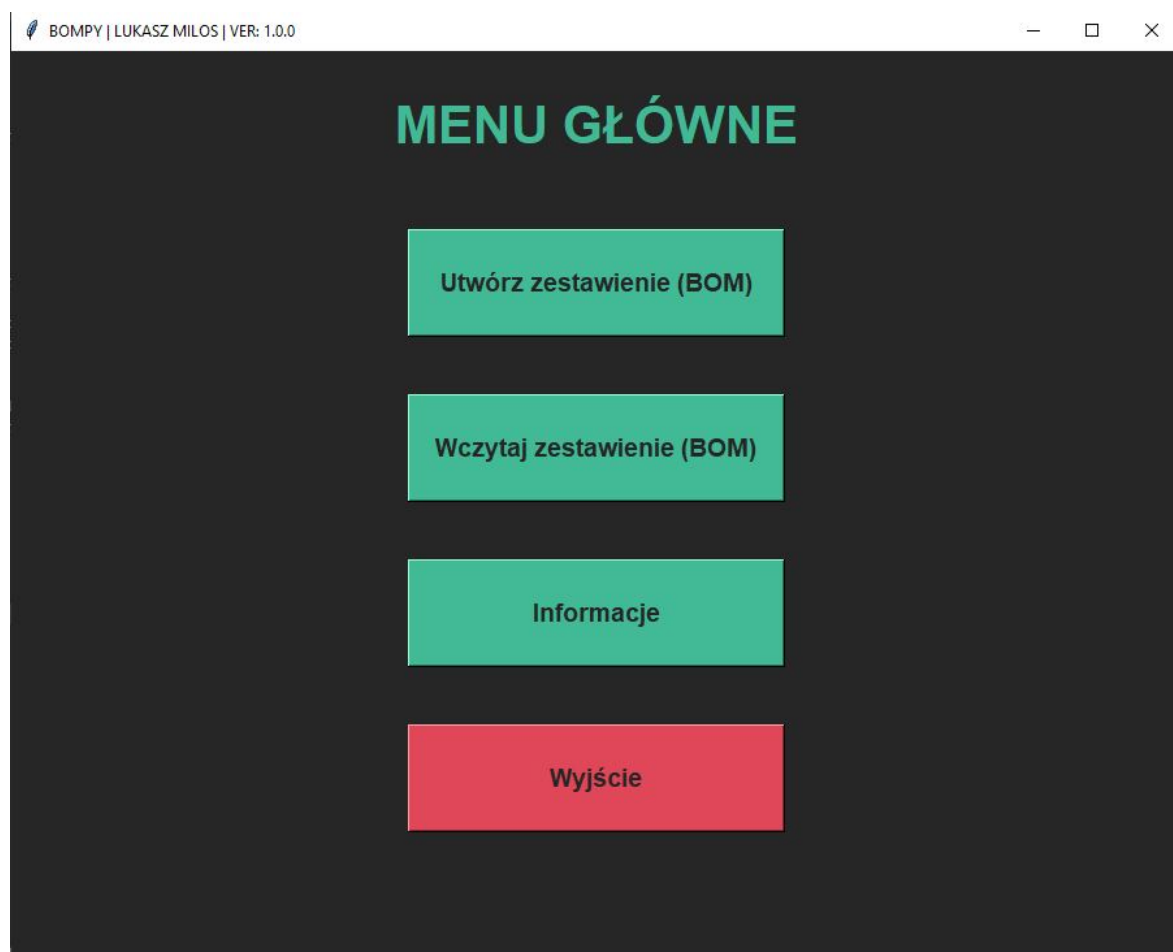 BOMPY | LUKASZ MILOS | VER: 1.0.0
MENU GŁÓWNE
Utwórz zestawienie (BOM)
Wczytaj zestawienie (BOM)
Informacje
Wyjście